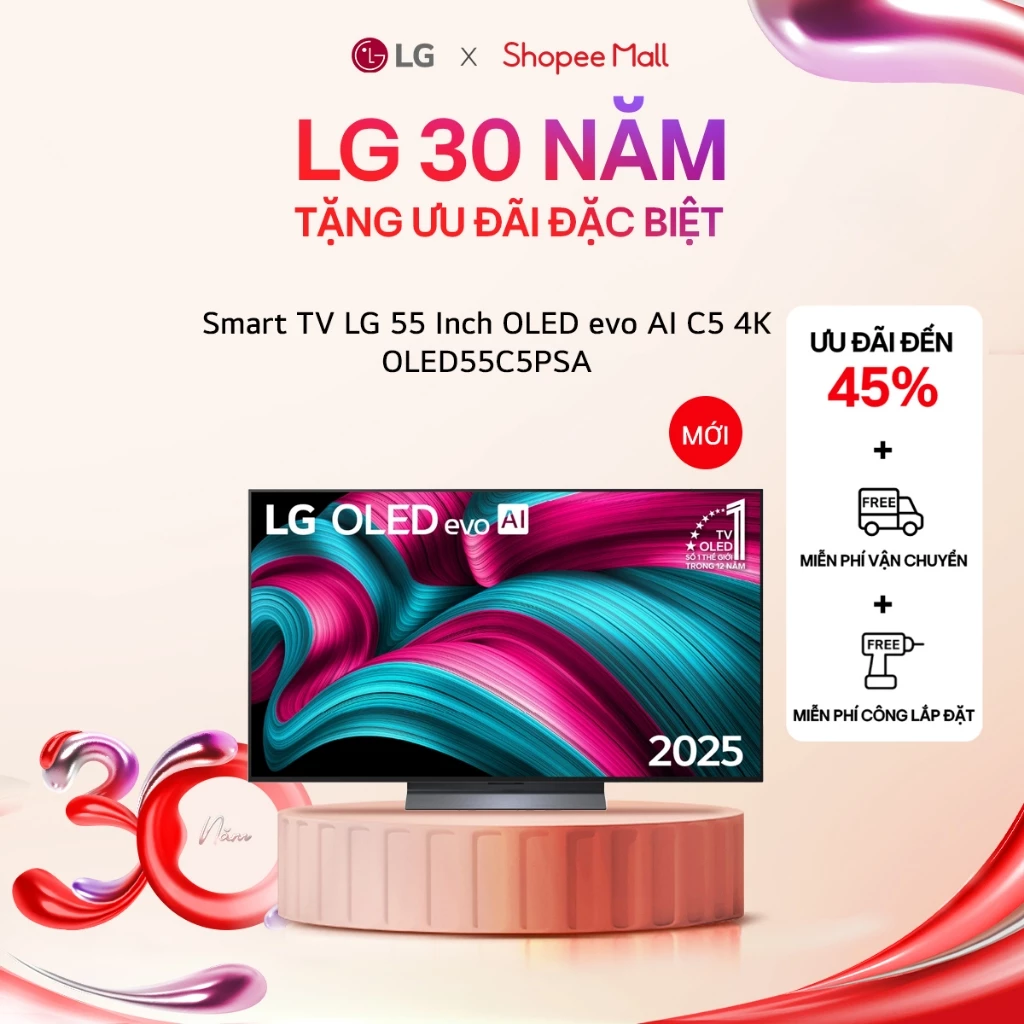 LG X Shopee Mall
LG 30 NĂM
TẶNG ƯU ĐÃI ĐẶC BIỆT
Smart TV LG 55 Inch OLED evo AI C5 4K
OLED55C5PSA
MỚI
ƯU ĐÃI ĐẾN
45%
+
FREE
MIỄN PHÍ VẬN CHUYỂN
+
FREE
MIỄN PHÍ CÔNG LẮP ĐẶT
LG OLED evo AI
1
TV
OLED
SỐ 1 THẾ GIỚI
TRONG 12 NĂM
2025
30
Năm